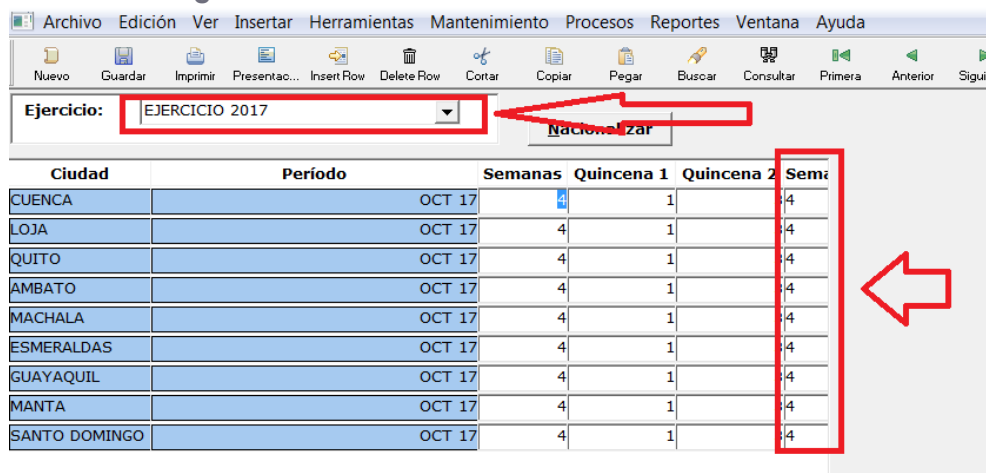 Archivo Edición Ver Insertar Herramientas Mantenimiento Procesos Reportes Ventana Ayuda
Nuevo Guardar Imprimir Presentac... Insert Row Delete Row Cortar Copiar Pegar Buscar Consultar Primera Anterior Sigui
Ejercicio: EJERCICIO 2017
Nacionalizar
Ciudad Período Semanas Quincena 1 Quincena 2 Sema
CUENCA OCT 17 4 1 4
LOJA OCT 17 4 1 4
QUITO OCT 17 4 1 4
AMBATO OCT 17 4 1 4
MACHALA OCT 17 4 1 4
ESMERALDAS OCT 17 4 1 4
GUAYAQUIL OCT 17 4 1 4
MANTA OCT 17 4 1 4
SANTO DOMINGO OCT 17 4 1 4